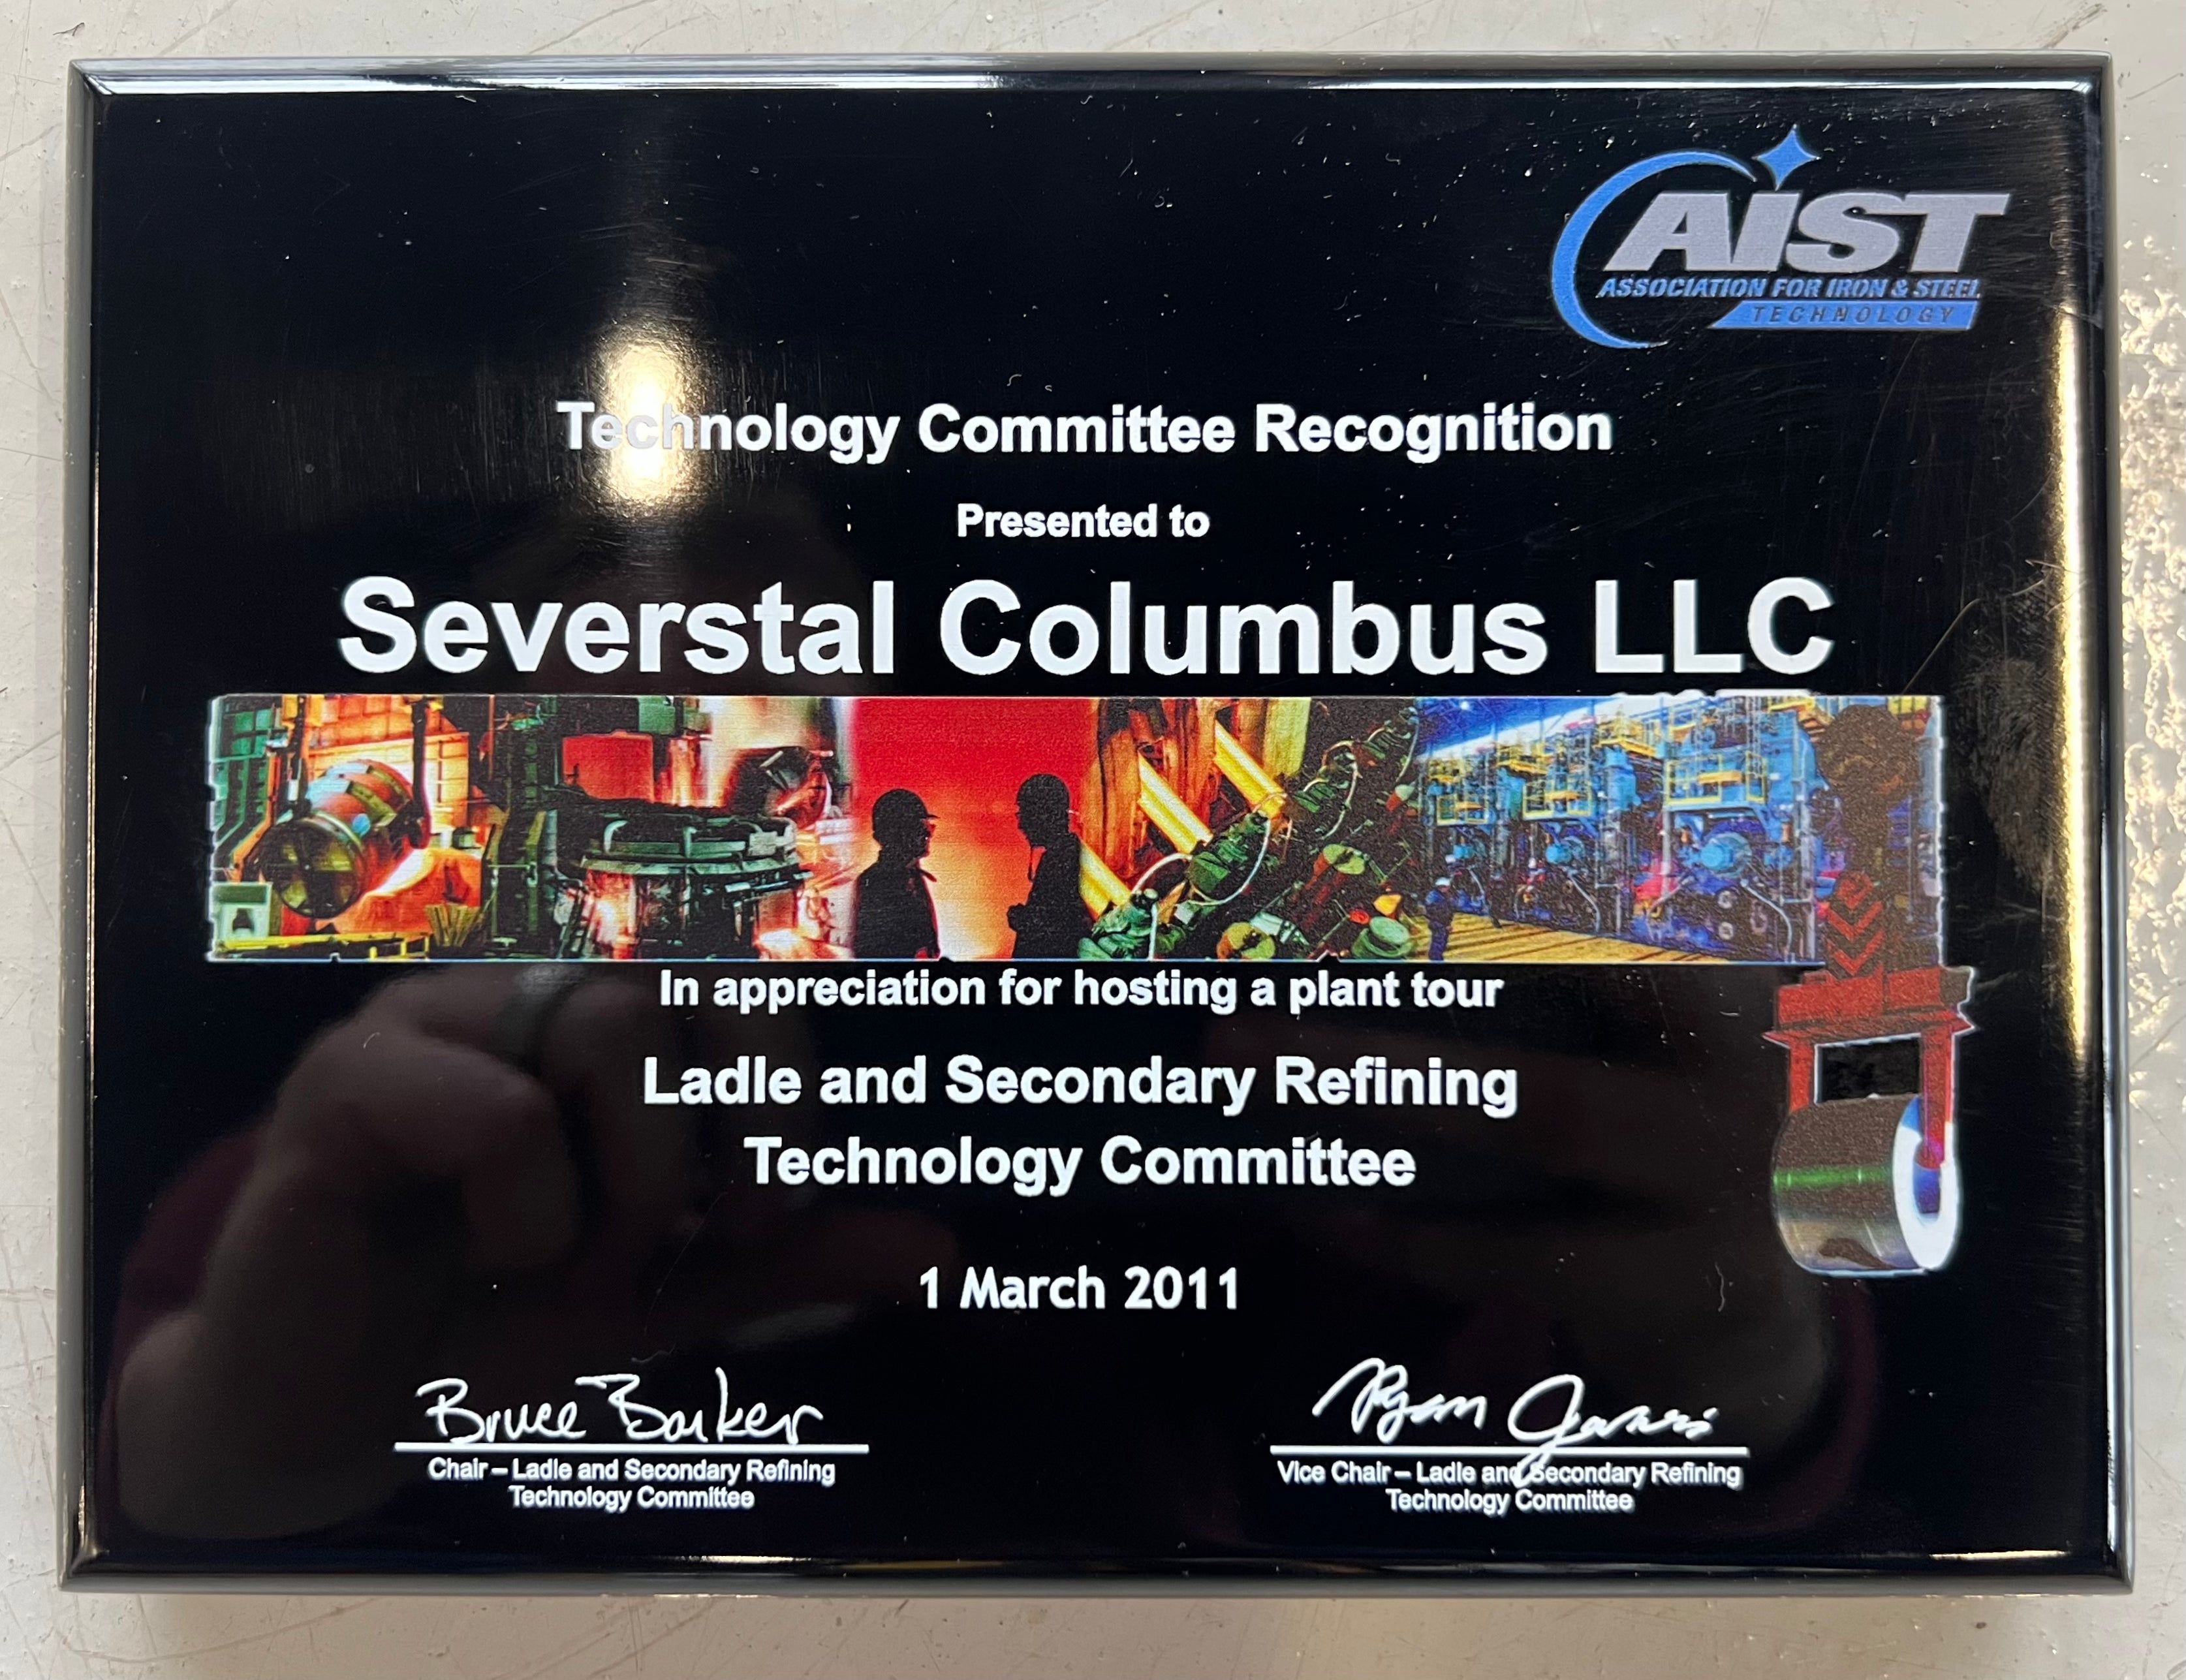 AIST
ASSOCIATION FOR IRON & STEEL
TECHNOLOGY
Technology Committee Recognition
Presented to
Severstal Columbus LLC
In appreciation for hosting a plant tour
Ladle and Secondary Refining
Technology Committee
1 March 2011
Bruce Barker
Chair – Ladle and Secondary Refining
Technology Committee
Ryan
Vice Chair – Ladle and Secondary Refining
Technology Committee